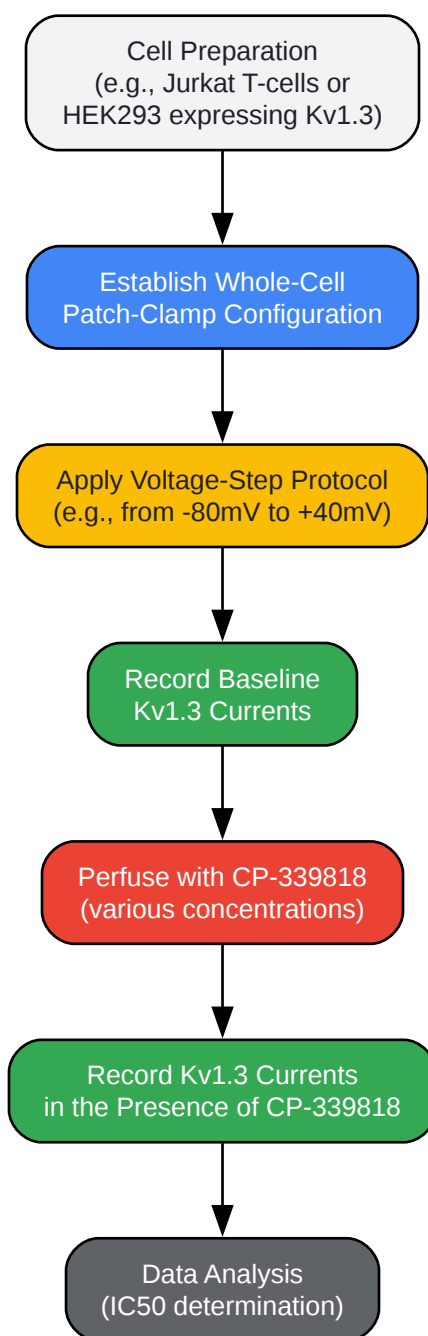 Cell Preparation
(e.g., Jurkat T-cells or
HEK293 expressing Kv1.3)
Establish Whole-Cell
Patch-Clamp Configuration
Apply Voltage-Step Protocol
(e.g., from -80mV to +40mV)
Record Baseline
Kv1.3 Currents
Perfuse with CP-339818
(various concentrations)
Record Kv1.3 Currents
in the Presence of CP-339818
Data Analysis
(IC50 determination)